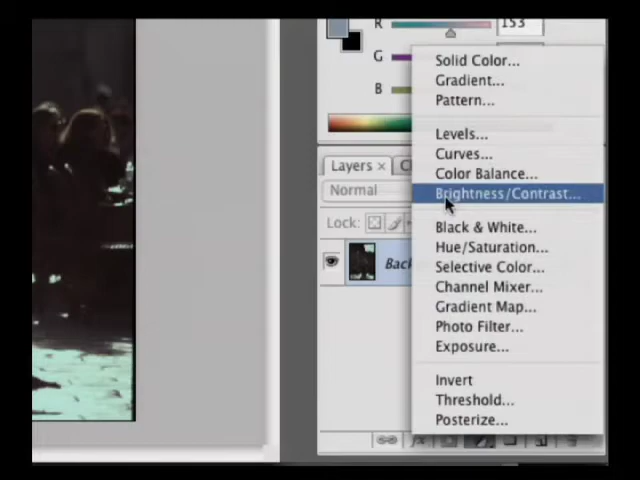 R 153
Solid Color...
G
Gradient...
B
Pattern...
Levels...
Curves...
Layers × C
Color Balance...
Normal
Brightness/Contrast...
Lock:
Black & White...
Hue/Saturation...
Back
Selective Color...
Channel Mixer...
Gradient Map...
Photo Filter...
Exposure...
Invert
Threshold...
Posterize...
fx